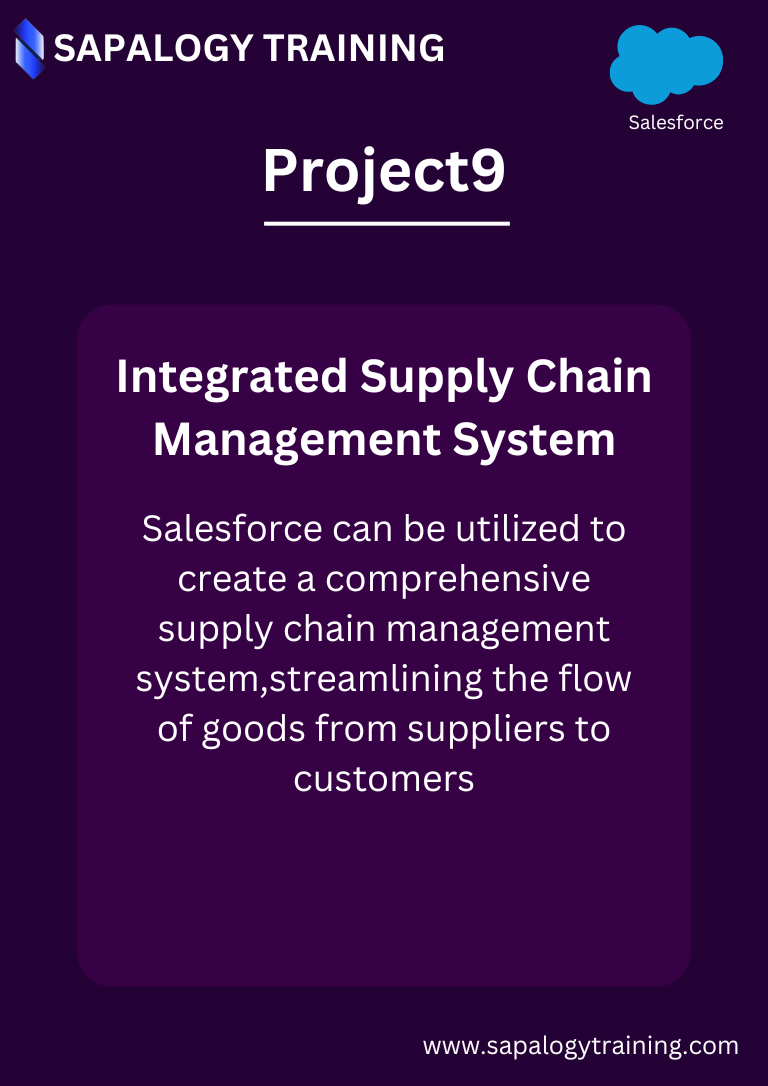 SAPALOGY TRAINING
Salesforce
Project9
Integrated Supply Chain
Management System
Salesforce can be utilized to
create a comprehensive
supply chain management
system,streamlining the flow
of goods from suppliers to
customers
www.sapalogytraining.com